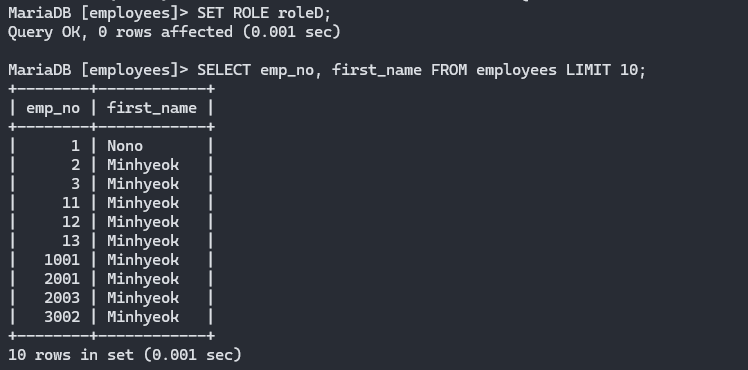 MariaDB [employees]> SET ROLE roleD;
Query OK, 0 rows affected (0.001 sec)
MariaDB [employees]> SELECT emp_no, first_name FROM employees LIMIT 10;
+--------+------------+
| emp_no | first_name |
+--------+------------+
|      1 | Nono       |
|      2 | Minhyeok   |
|      3 | Minhyeok   |
|     11 | Minhyeok   |
|     12 | Minhyeok   |
|     13 | Minhyeok   |
|   1001 | Minhyeok   |
|   2001 | Minhyeok   |
|   2003 | Minhyeok   |
|   3002 | Minhyeok   |
+--------+------------+
10 rows in set (0.001 sec)